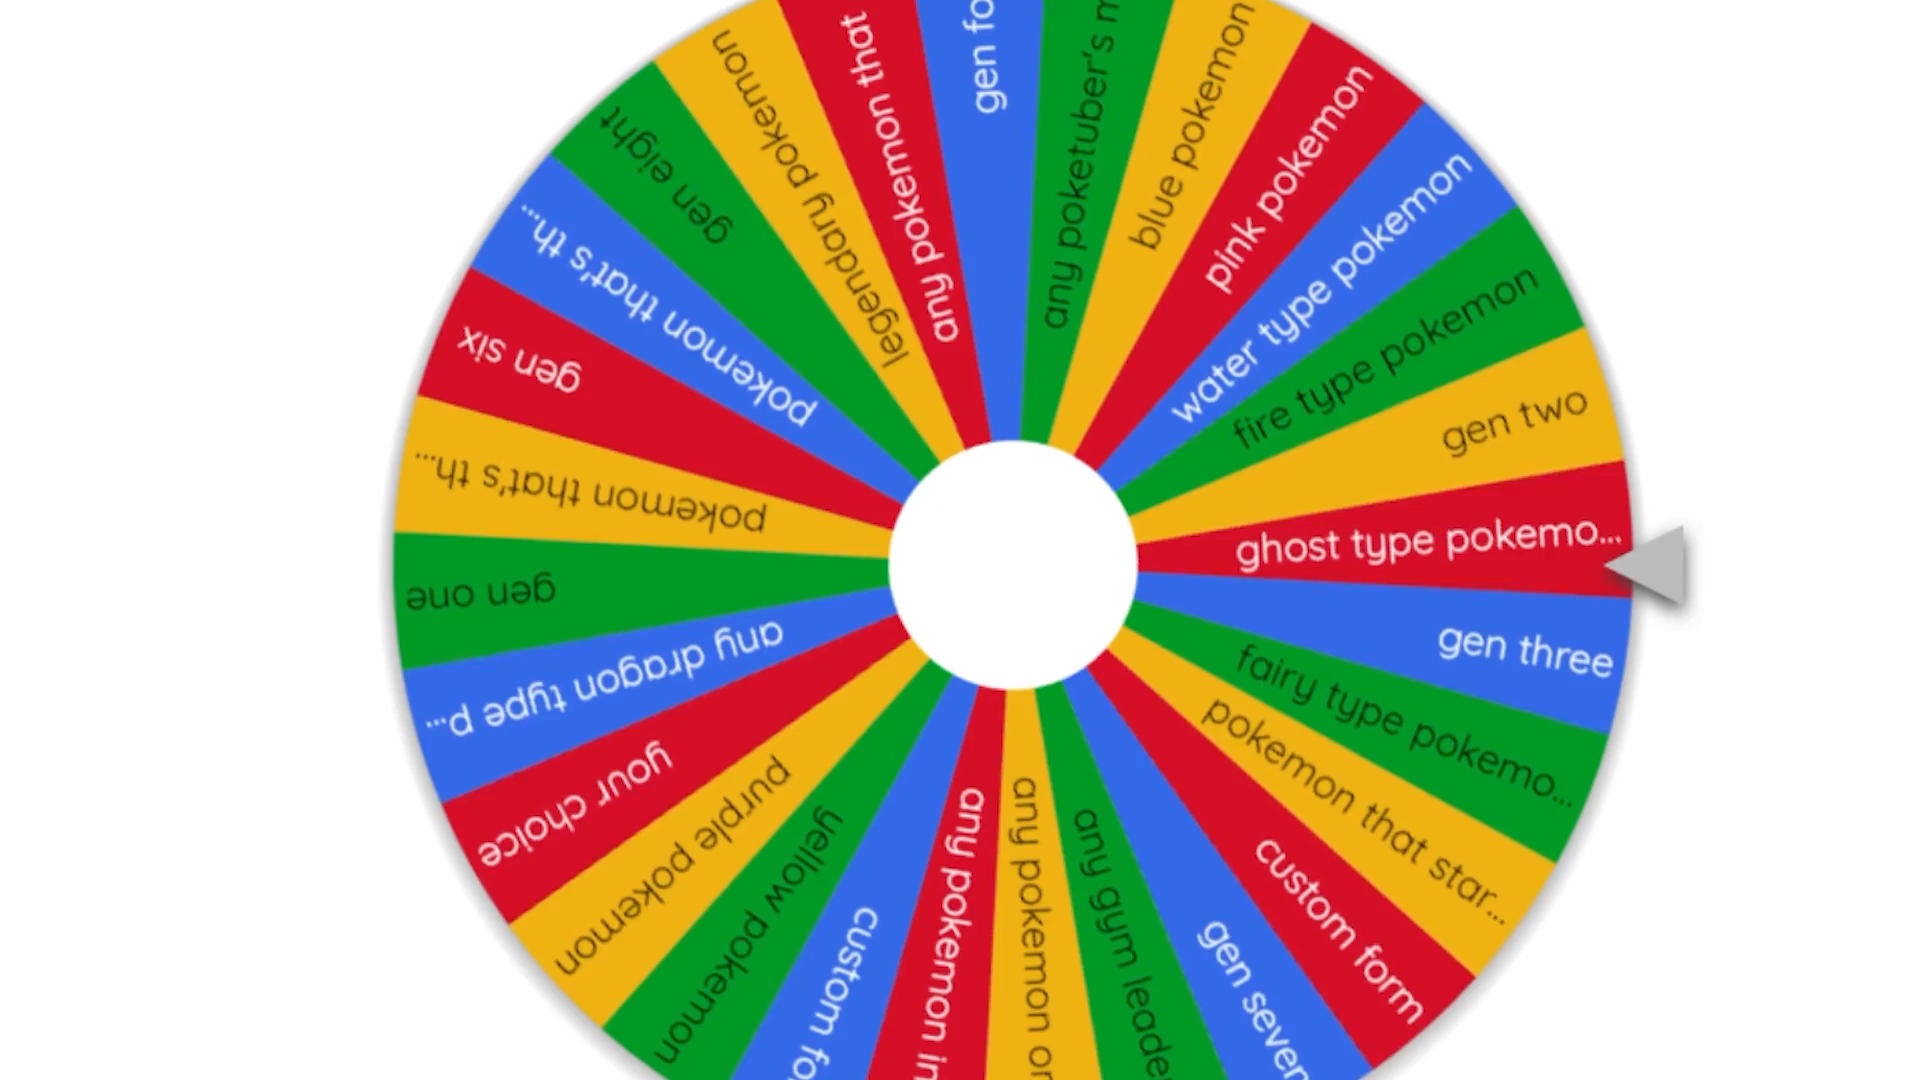 gen fo
any poketuber's m
blue pokemon
pink pokemon
water type pokemon
fire type pokemon
gen two
ghost type pokemo...
gen three
fairy type pokemo...
pokemon that star...
custom form
gen seven
any gym leade
any pokemon or
any pokemon in
custom fo
yellow pokemon
purple pokemon
your choice
any dragon type p...
gen one
pokemon that's th...
gen six
pokemon that's th...
gen eight
legendary pokemon
any pokemon that